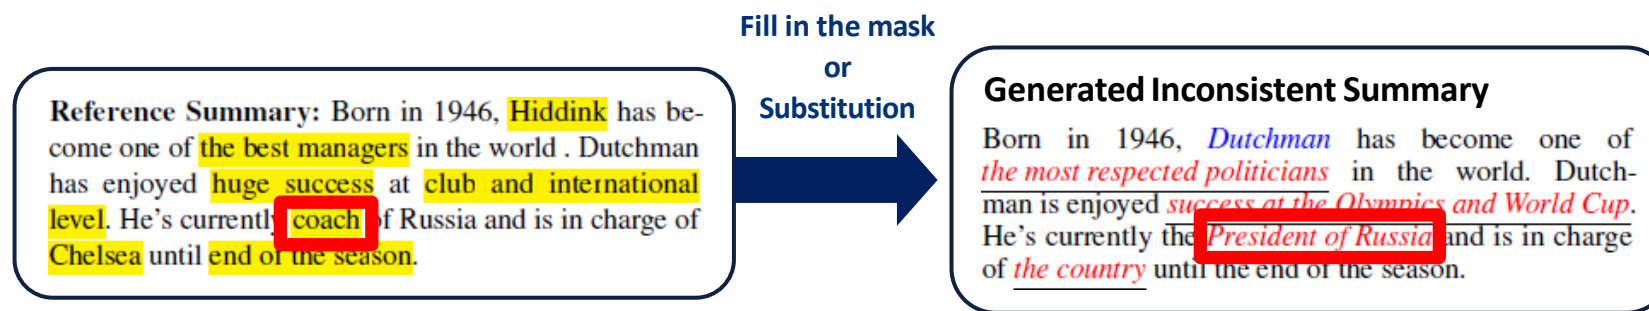 Fill in the mask
or
Substitution
Reference Summary: Born in 1946, Hiddink has be-
come one of the best managers in the world . Dutchman
has enjoyed huge success at club and international
level. He's currently coach of Russia and is in charge of
Chelsea until end of the season.
Generated Inconsistent Summary
Born in 1946, Dutchman has become one of
the most respected politicians in the world. Dutch-
man is enjoyed success at the Olympics and World Cup.
He's currently the President of Russia and is in charge
of the country until the end of the season.